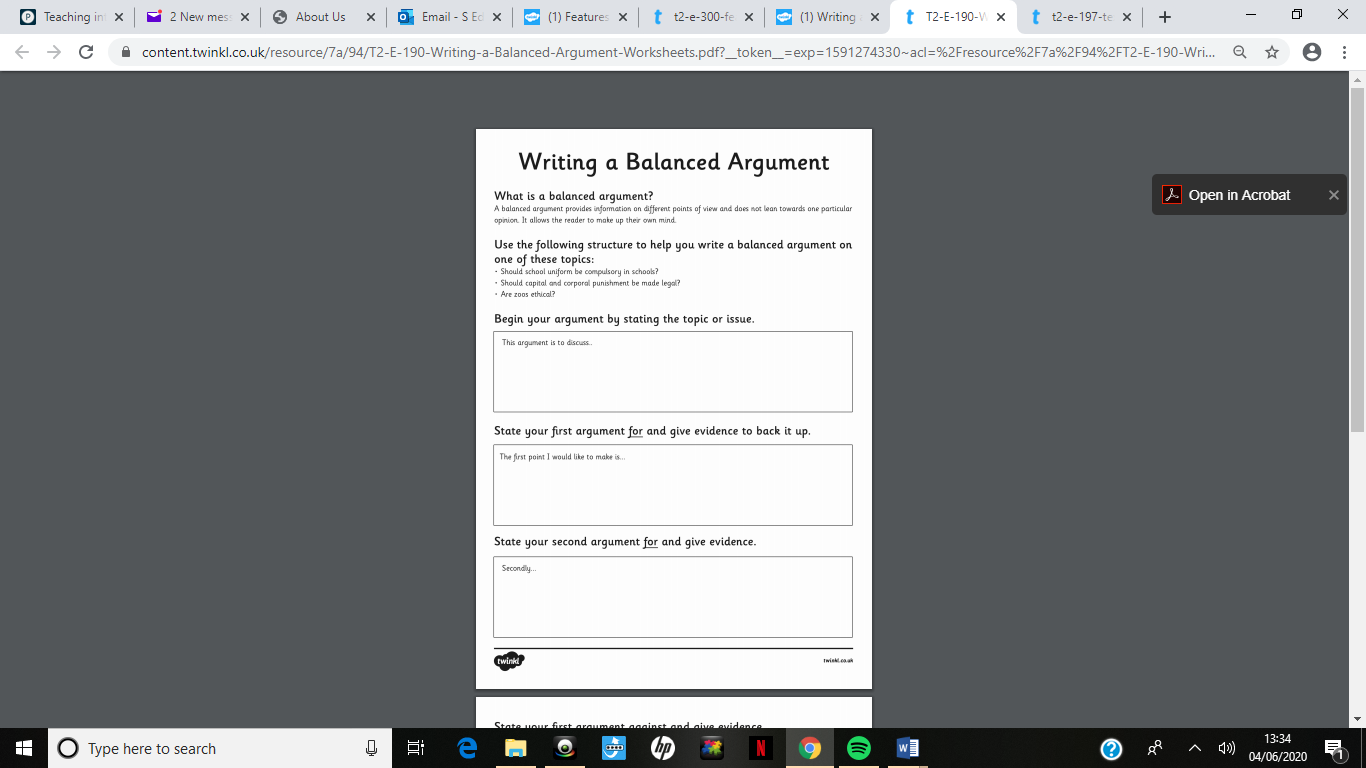 Teaching in
2 New mes
About Us
Email - S Ed
(1) Features
t2-e-300-fe
(1) Writing
T2-E-190-W
t2-e-197-te
content.twinkl.co.uk/resource/7a/94/T2-E-190-Writing-a-Balanced-Argument-Worksheets.pdf?__token__=exp=1591274330~acl=%2Fresource%2F7a%2F94%2FT2-E-190-Wri...
Open in Acrobat
Writing a Balanced Argument
What is a balanced argument?
A balanced argument provides information on different points of view and does not lean towards one particular
opinion. It allows the reader to make up their own mind.
Use the following structure to help you write a balanced argument on
one of these topics:
• Should school uniform be compulsory in schools?
• Should capital and corporal punishment be made legal?
• Are zoos ethical?
Begin your argument by stating the topic or issue.
This argument is to discuss..
State your first argument for and give evidence to back it up.
The first point I would like to make is...
State your second argument for and give evidence.
Secondly...
twinkl
twinkl.co.uk
State your first argument against and give evidence.
Type here to search
13:34
04/06/2020
1